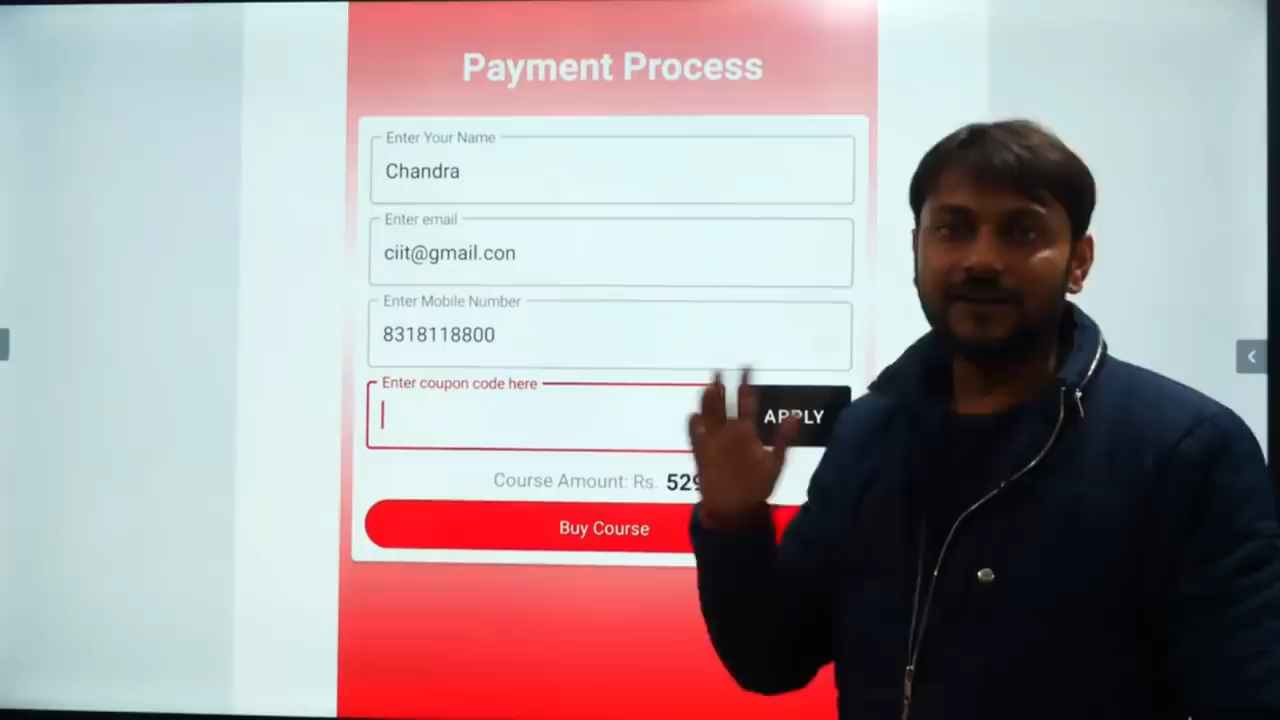 Payment Process
Enter Your Name
Chandra
Enter email
ciit@gmail.con
Enter Mobile Number
8318118800
Enter coupon code here
APPLY
Course Amount: Rs. 529
Buy Course